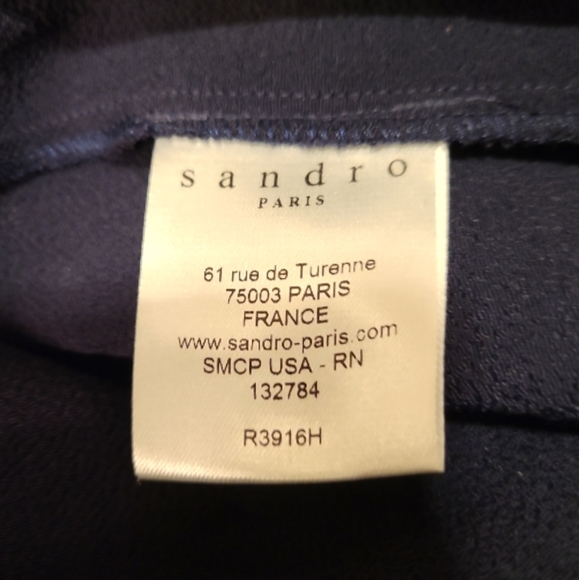 sandro
PARIS
61 rue de Turenne
75003 PARIS
FRANCE
www.sandro-paris.com
SMCP USA - RN
132784
R3916H